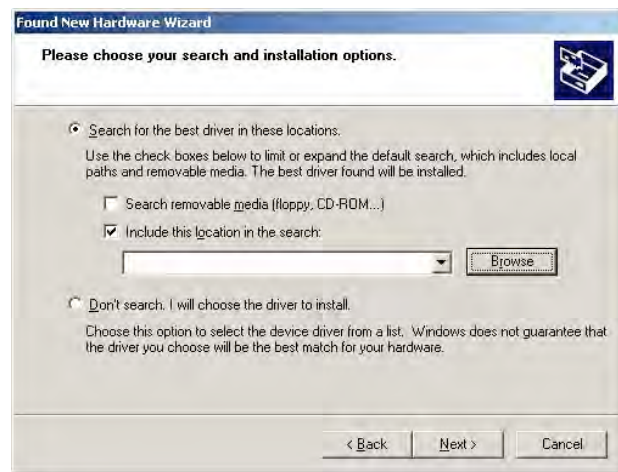 Found New Hardware Wizard
Please choose your search and installation options.
Search for the best driver in these locations.
Use the check boxes below to limit or expand the default search, which includes local
paths and removable media. The best driver found will be installed.
Search removable media (floppy, CD-ROM...)
Include this location in the search:
Browse
Don't search. I will choose the driver to install.
Choose this option to select the device driver from a list. Windows does not guarantee that
the driver you choose will be the best match for your hardware.
< Back Next > Cancel